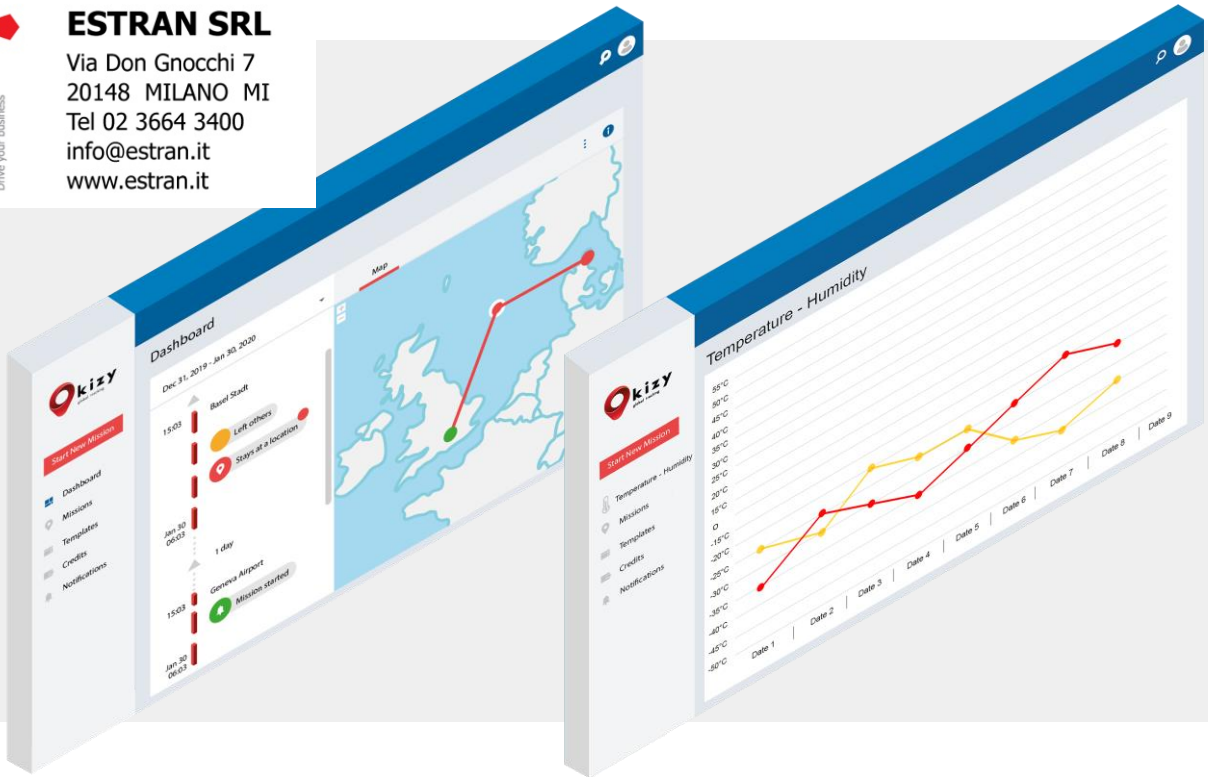 ESTRAN SRL
Via Don Gnocchi 7
20148 MILANO MI
Tel 02 3664 3400
info@estran.it
www.estran.it
Drive your business
kizy
Start New Mission
Dashboard
Missions
Templates
Credits
Notifications
Dashboard
Dec 31, 2019 - Jan 30, 2020
Map
Basel Stadt
15:03
Left others
Stays at a location
Jan 30
06:03
1 day
Geneva Airport
15:03
Mission started
Jan 30
06:03
kizy
Start New Mission
Temperature - Humidity
Missions
Templates
Credits
Notifications
Temperature - Humidity
55°C
50°C
45°C
40°C
35°C
30°C
25°C
20°C
15°C
0
-15°C
-20°C
-25°C
-30°C
-35°C
-40°C
-45°C
-50°C
Date 1
Date 2
Date 3
Date 4
Date 5
Date 6
Date 7
Date 8
Date 9